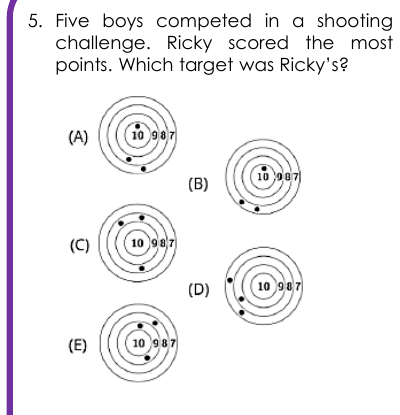 5. Five boys competed in a shooting
challenge. Ricky scored the most
points. Which target was Ricky's?
(A) 10 9 8 7
(B) 10 9 8 7
(C) 10 9 8 7
(D) 10 9 8 7
(E) 10 9 8 7